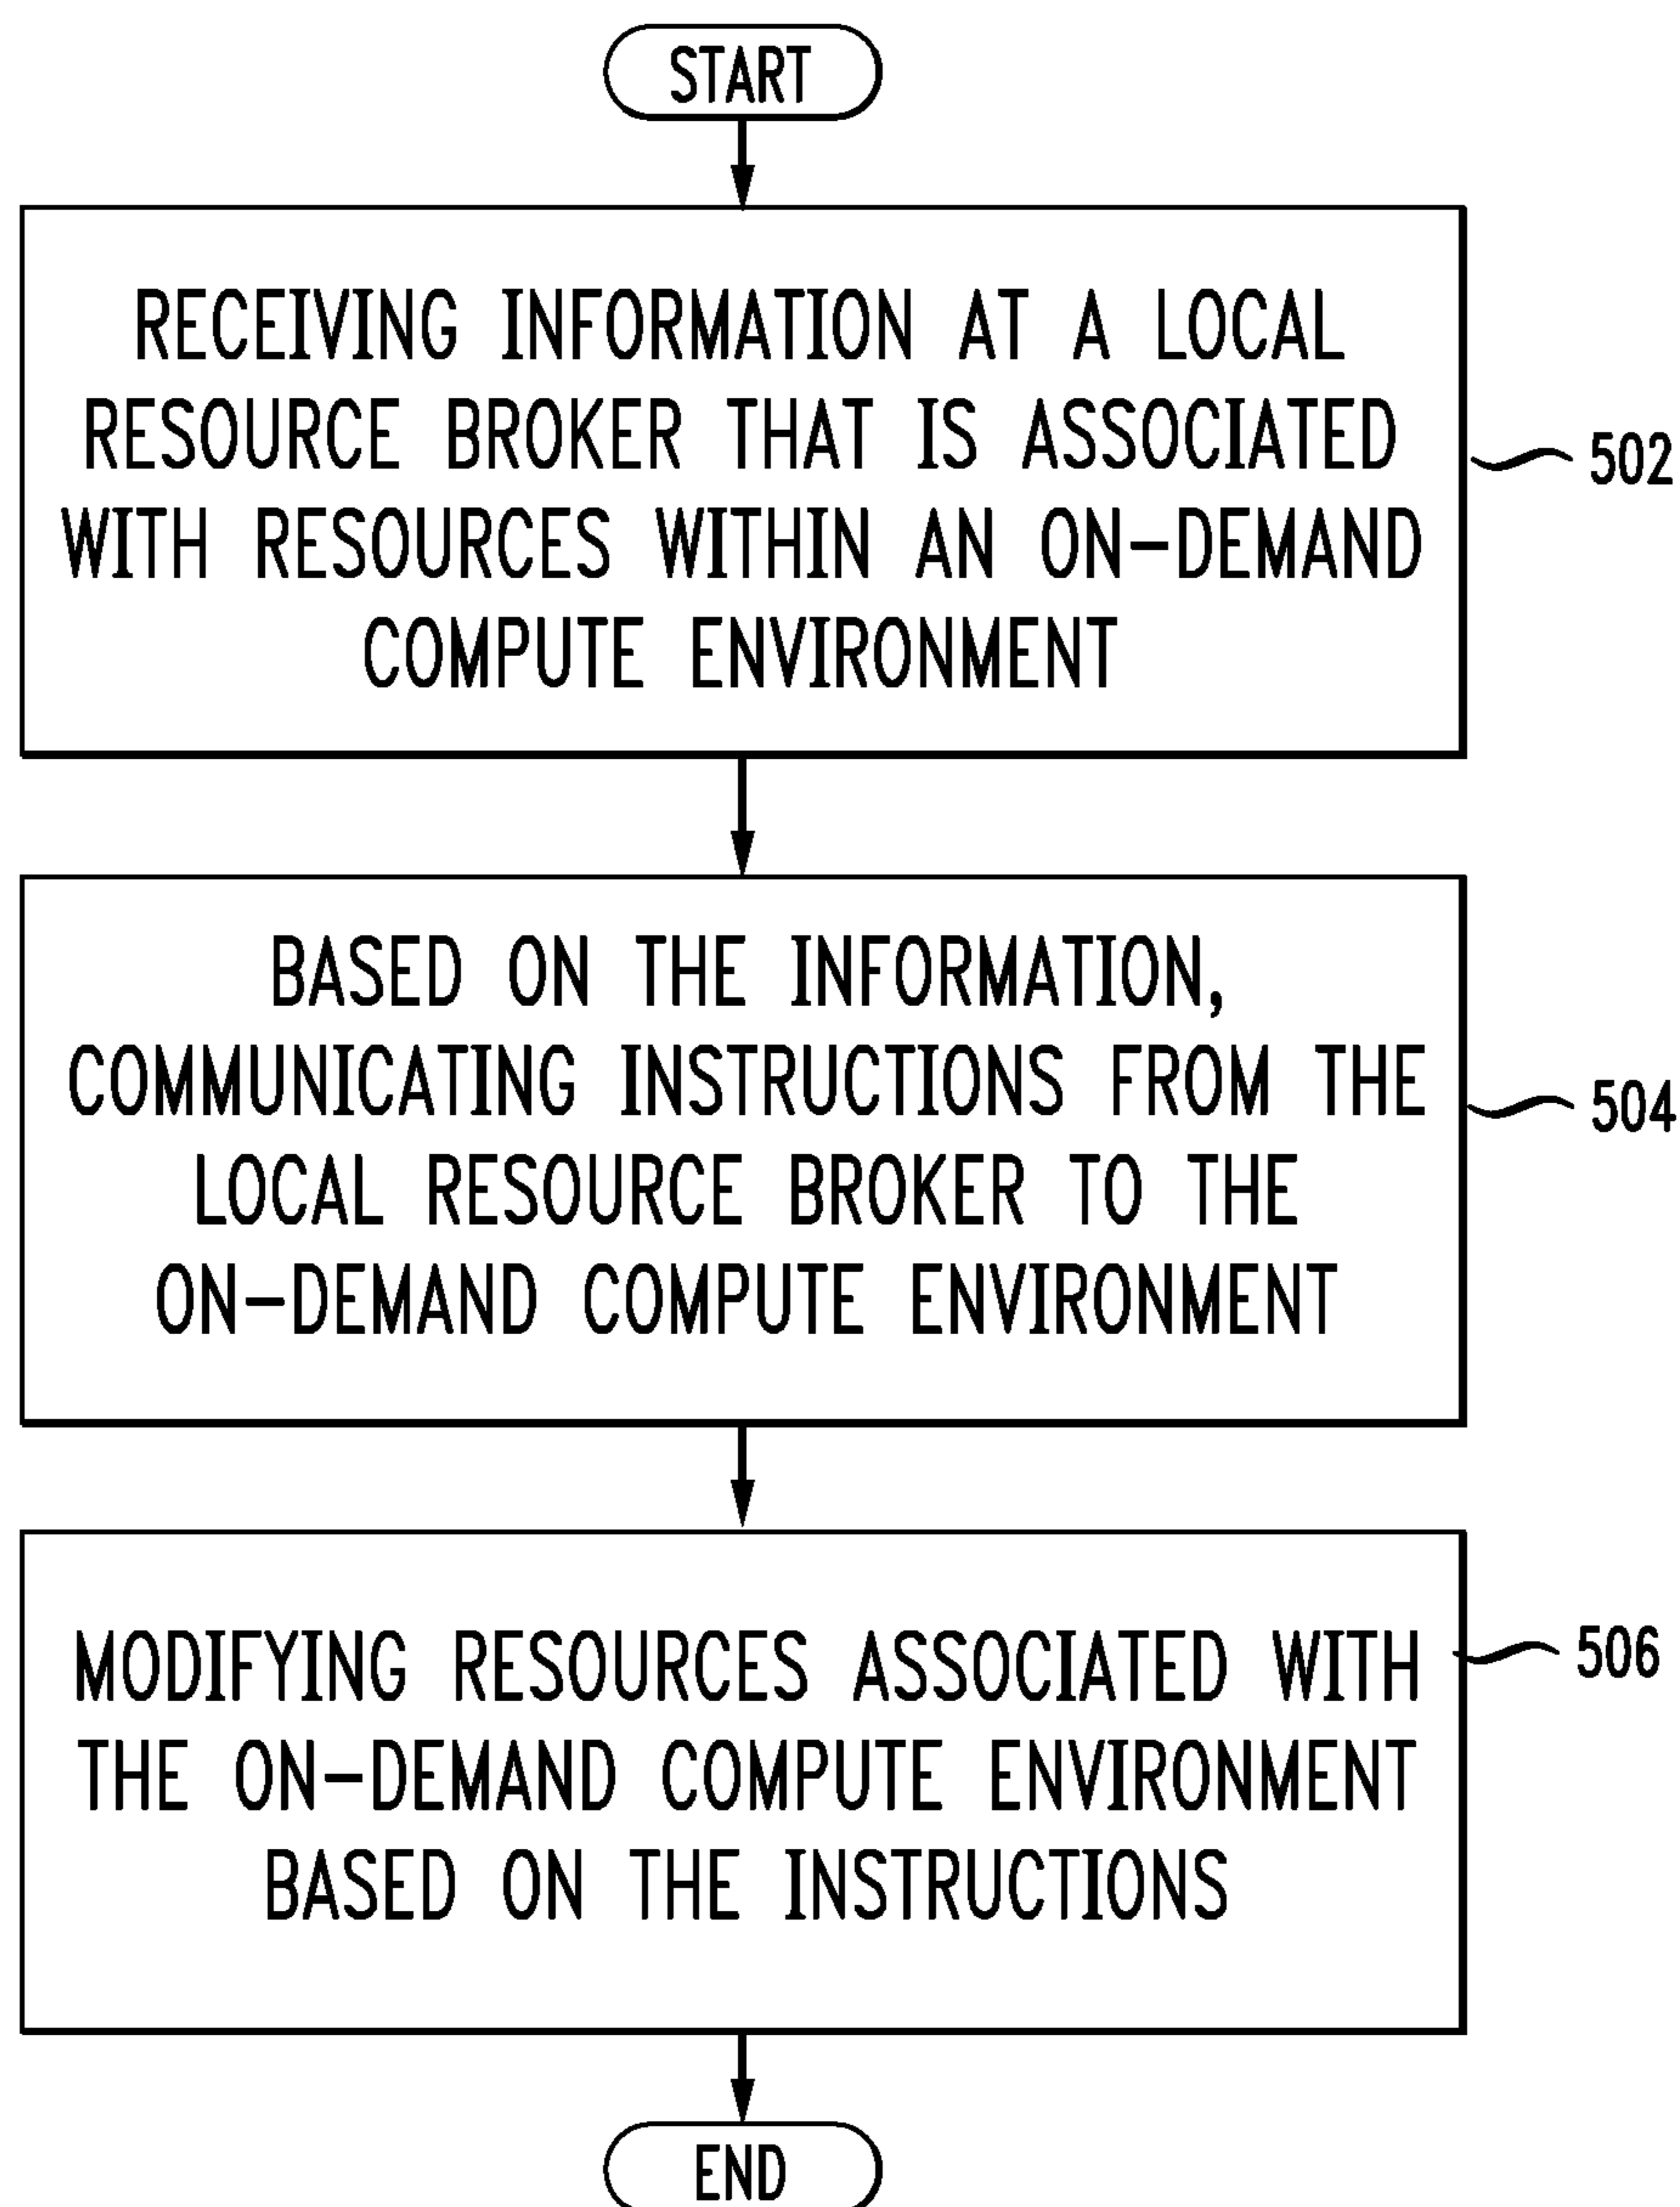 START
RECEIVING INFORMATION AT A LOCAL
RESOURCE BROKER THAT IS ASSOCIATED
WITH RESOURCES WITHIN AN ON-DEMAND
COMPUTE ENVIRONMENT
502
BASED ON THE INFORMATION,
COMMUNICATING INSTRUCTIONS FROM THE
LOCAL RESOURCE BROKER TO THE
ON-DEMAND COMPUTE ENVIRONMENT
504
MODIFYING RESOURCES ASSOCIATED WITH
THE ON-DEMAND COMPUTE ENVIRONMENT
BASED ON THE INSTRUCTIONS
506
END